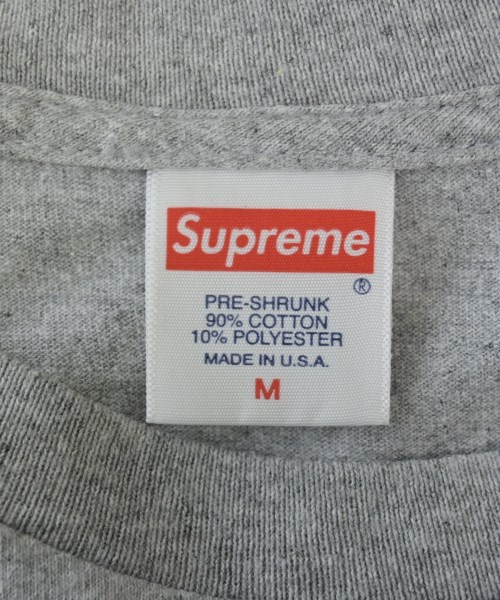 Supreme
®
PRE-SHRUNK
90% COTTON
10% POLYESTER
MADE IN U.S.A.
M